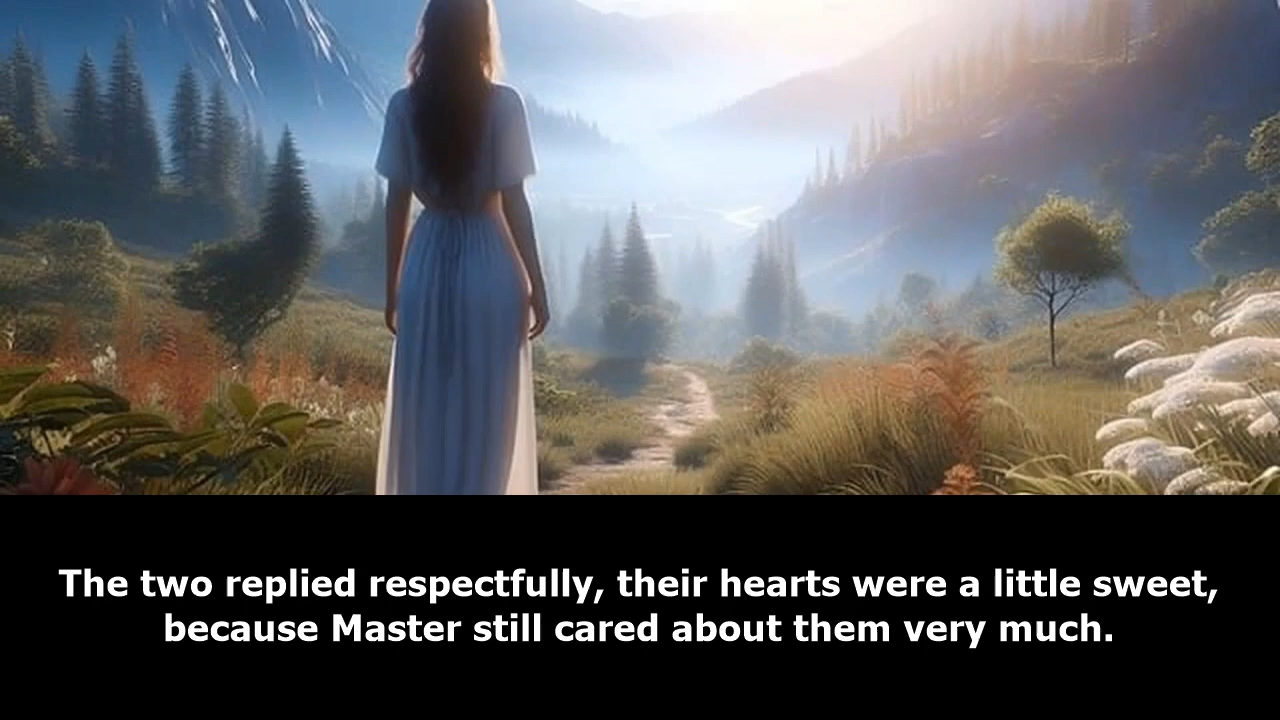 The two replied respectfully, their hearts were a little sweet,
because Master still cared about them very much.